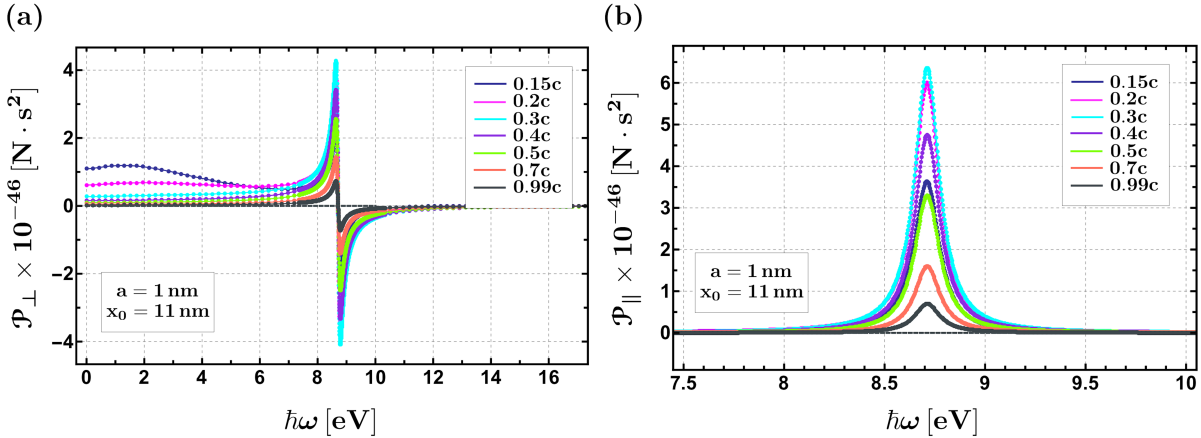 (a)
𝒫⊥ × 10⁻⁴⁶ [N · s²]
4
2
0
−2
−4
0.15c
0.2c
0.3c
0.4c
0.5c
0.7c
0.99c
a = 1 nm
x₀ = 11 nm
0 2 4 6 8 10 12 14 16
ℏω [eV]
(b)
𝒫∥ × 10⁻⁴⁶ [N · s²]
6
5
4
3
2
1
0
0.15c
0.2c
0.3c
0.4c
0.5c
0.7c
0.99c
a = 1 nm
x₀ = 11 nm
7.5 8 8.5 9 9.5 10
ℏω [eV]